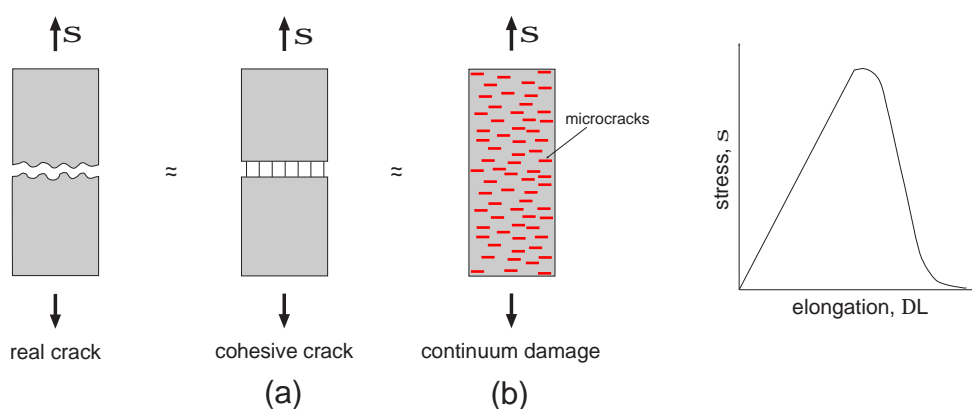 S
S
S
≈
≈
microcracks
stress, s
elongation, DL
real crack
cohesive crack
continuum damage
(a)
(b)